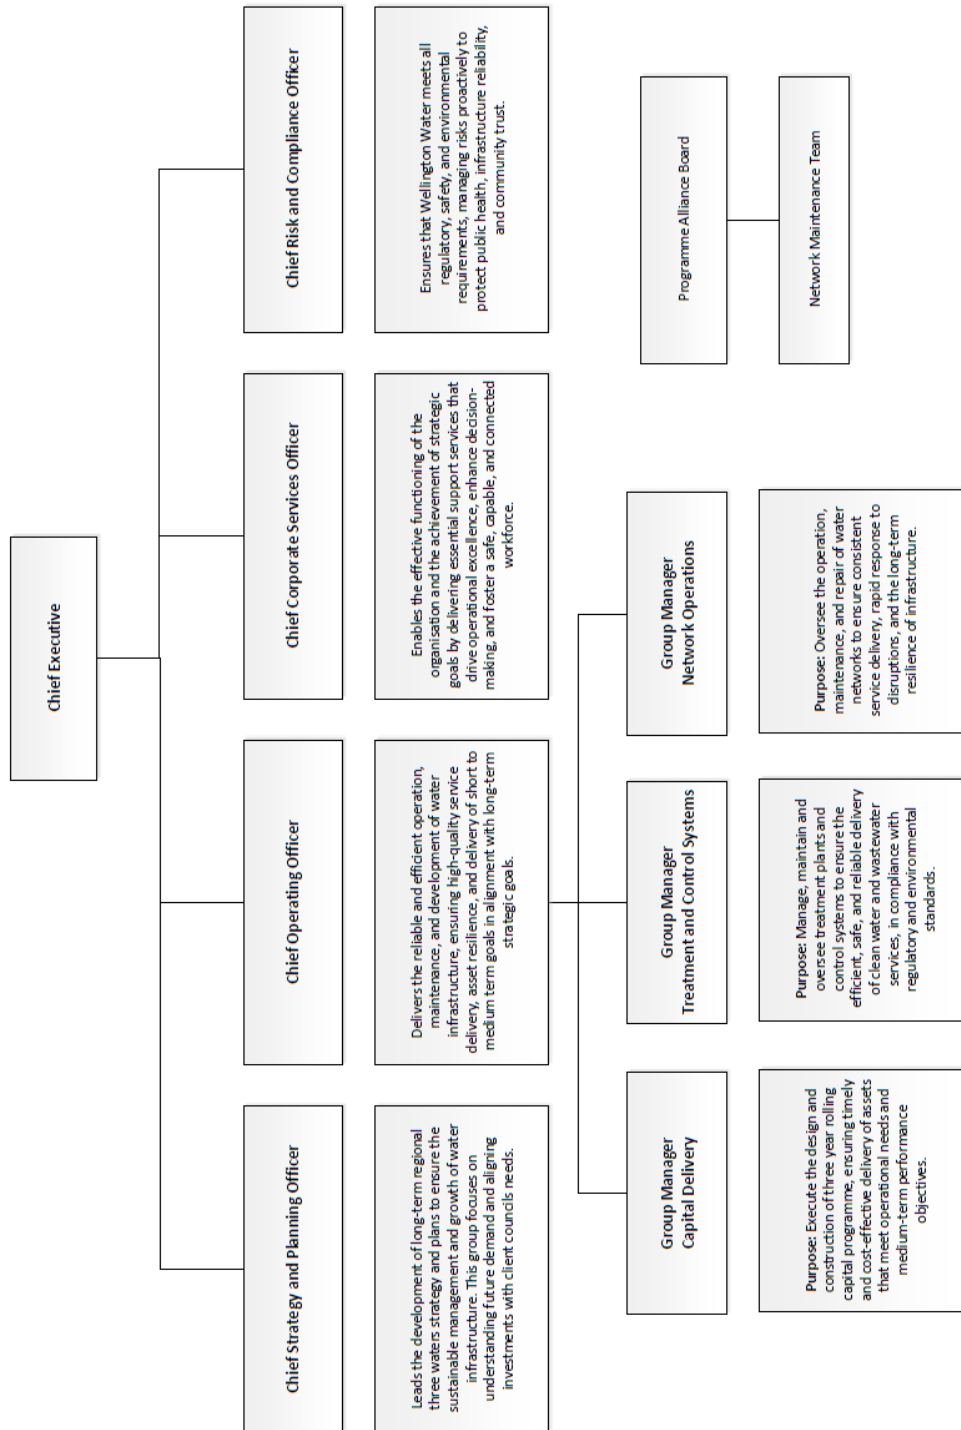 Chief Executive
Chief Strategy and Planning Officer
Leads the development of long-term regional
three waters strategy and plans to ensure the
sustainable management and growth of water
infrastructure. This group focuses on
understanding future demand and aligning
investments with client councils needs.
Chief Operating Officer
Delivers the reliable and efficient operation,
maintenance, and development of water
infrastructure, ensuring high-quality service
delivery, asset resilience, and delivery of short to
medium term goals in alignment with long-term
strategic goals.
Chief Corporate Services Officer
Enables the effective functioning of the
organisation and the achievement of strategic
goals by delivering essential support services that
drive operational excellence, enhance decision-
making, and foster a safe, capable, and connected
workforce.
Chief Risk and Compliance Officer
Ensures that Wellington Water meets all
regulatory, safety, and environmental
requirements, managing risks proactively to
protect public health, infrastructure reliability,
and community trust.
Group Manager
Capital Delivery
Purpose: Execute the design and
construction of three year rolling
capital programme, ensuring timely
and cost-effective delivery of assets
that meet operational needs and
medium-term performance
objectives.
Group Manager
Treatment and Control Systems
Purpose: Manage, maintain and
oversee treatment plants and
control systems to ensure the
efficient, safe, and reliable delivery
of clean water and wastewater
services, in compliance with
regulatory and environmental
standards.
Group Manager
Network Operations
Purpose: Oversee the operation,
maintenance, and repair of water
networks to ensure consistent
service delivery, rapid response to
disruptions, and the long-term
resilience of infrastructure.
Programme Alliance Board
Network Maintenance Team